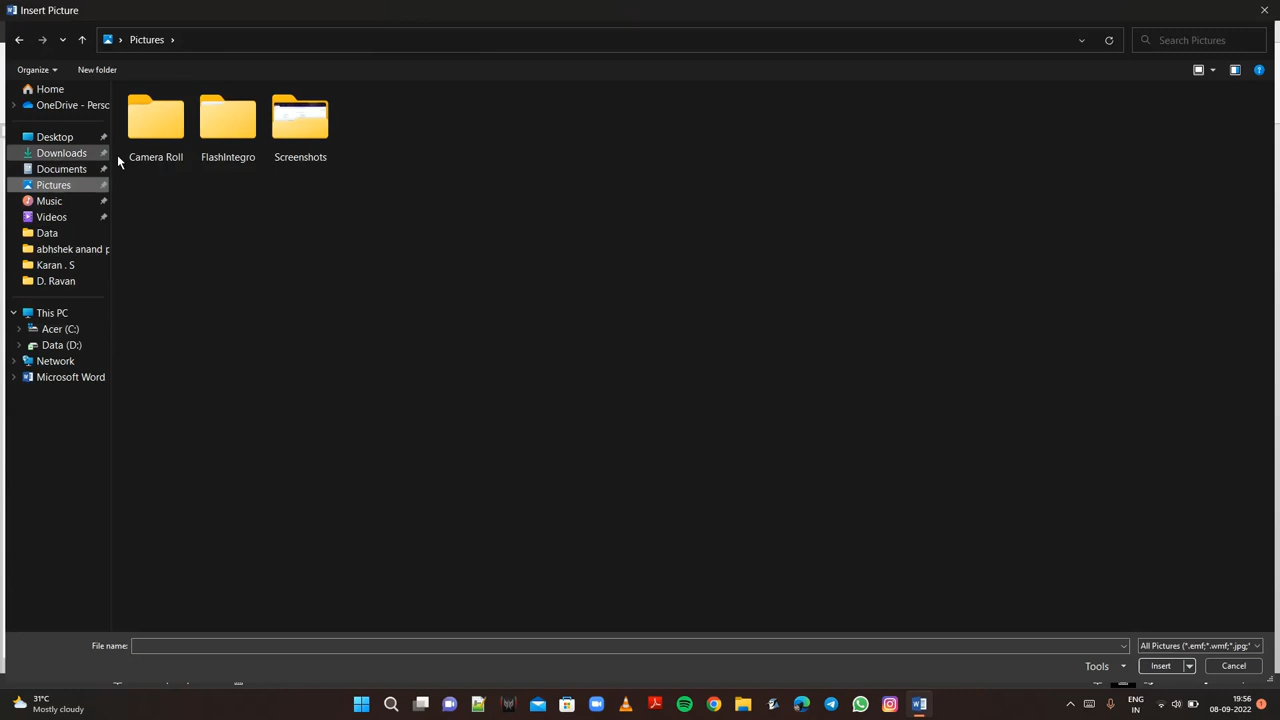 Insert Picture
Pictures
Search Pictures
Organize
New folder
Home
OneDrive - Perso
Desktop
Downloads
Documents
Pictures
Music
Videos
Data
abhshek anand p
Karan . S
D. Ravan
This PC
Acer (C:)
Data (D:)
Network
Microsoft Word
Camera Roll
FlashIntegro
Screenshots
File name:
All Pictures (*.emf;*.wmf;*.jpg;*
Tools
Insert
Cancel
31°C
Mostly cloudy
ENG
IN
19:56
08-09-2022